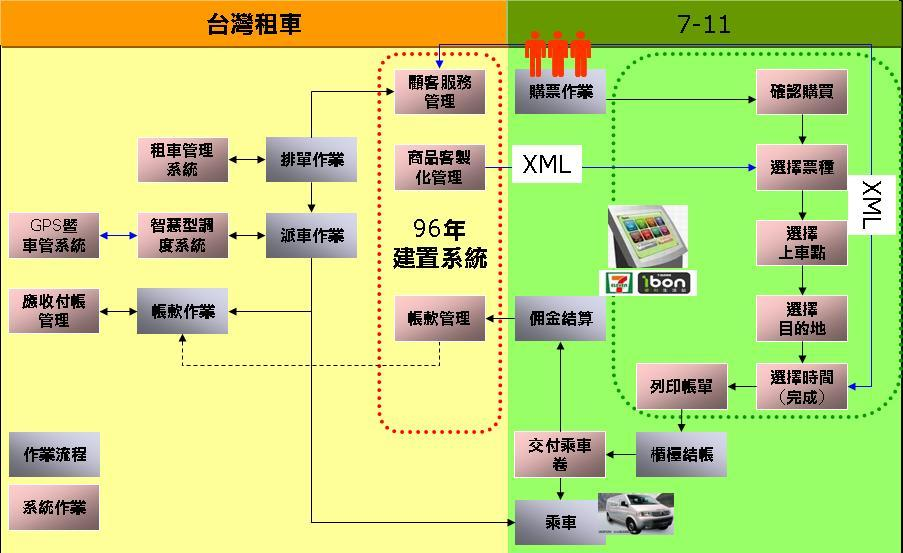 台灣租車
7-11
顧客服務
管理
購票作業
確認購買
租車管理
系統
排單作業
商品客製
化管理
XML
選擇票種
XML
GPS暨
車管系統
智慧型調
度系統
派車作業
96年
建置系統
選擇
上車點
7
ELEVEN
ibon
應收付帳
管理
帳款作業
帳款管理
佣金結算
選擇
目的地
列印帳單
選擇時間
(完成)
作業流程
交付乘車
卷
櫃檯結帳
系統作業
乘車